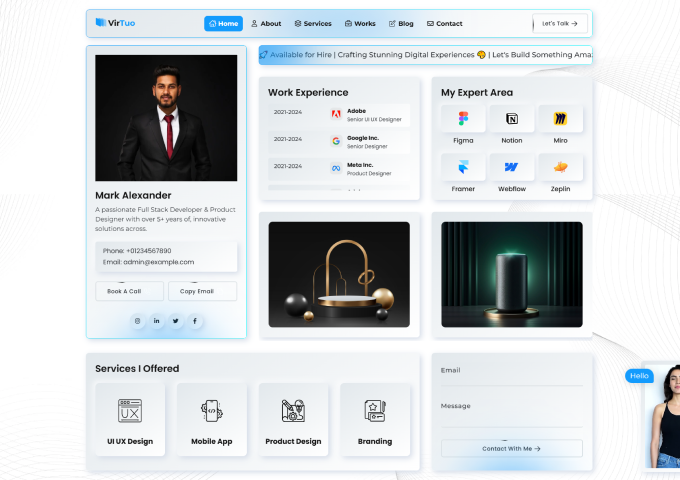 VirTuo
Home
About
Services
Works
Blog
Contact
Let's Talk →
Available for Hire | Crafting Stunning Digital Experiences 🎨 | Let's Build Something Ama
Mark Alexander
A passionate Full Stack Developer & Product
Designer with over 5+ years of, innovative
solutions across.
Phone: +01234567890
Email: admin@example.com
Book A Call
Copy Email
Work Experience
2021-2024
Adobe
Senior UI UX Designer
2021-2024
Google Inc.
Senior Designer
2021-2024
Meta Inc.
Product Designer
My Expert Area
Figma
Notion
Miro
Framer
Webflow
Zeplin
Services I Offered
UX
UI UX Design
Mobile App
Product Design
Branding
Email
Message
Contact With Me →
Hello